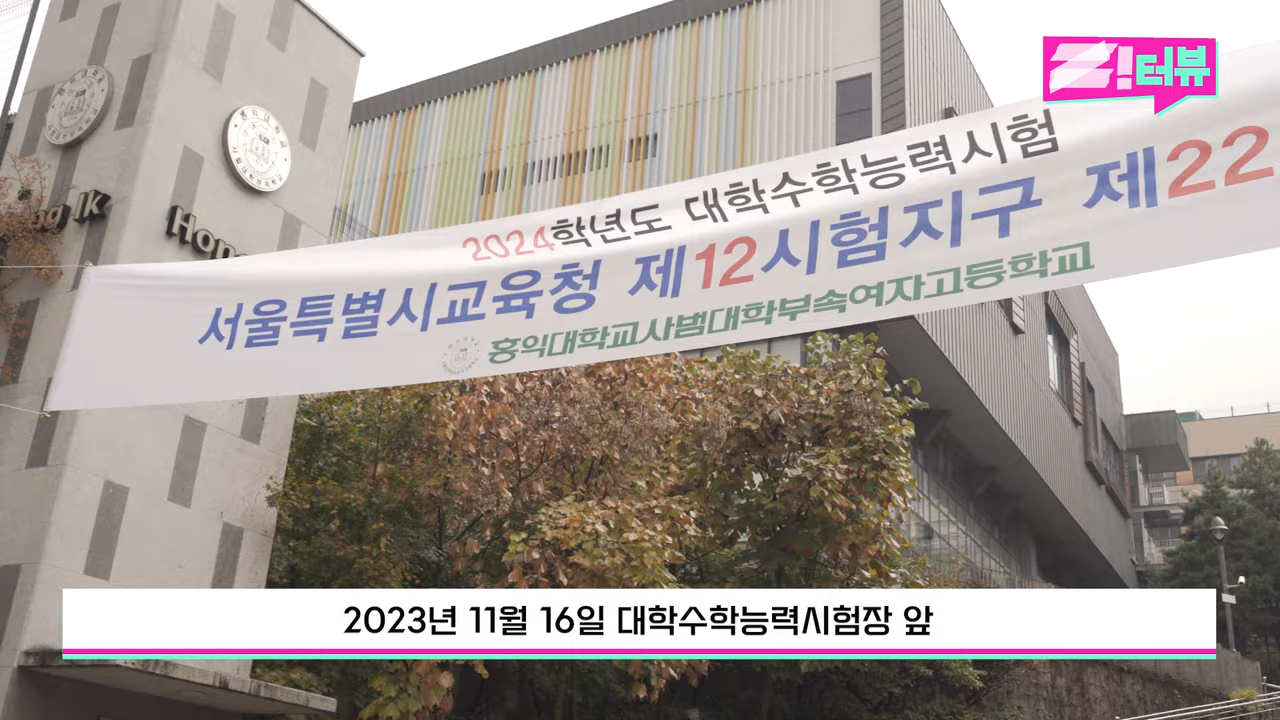 Z!터뷰
2024학년도 대학수학능력시험
서울특별시교육청 제12시험지구 제22
홍익대학교사범대학부속여자고등학교
2023년 11월 16일 대학수학능력시험장 앞